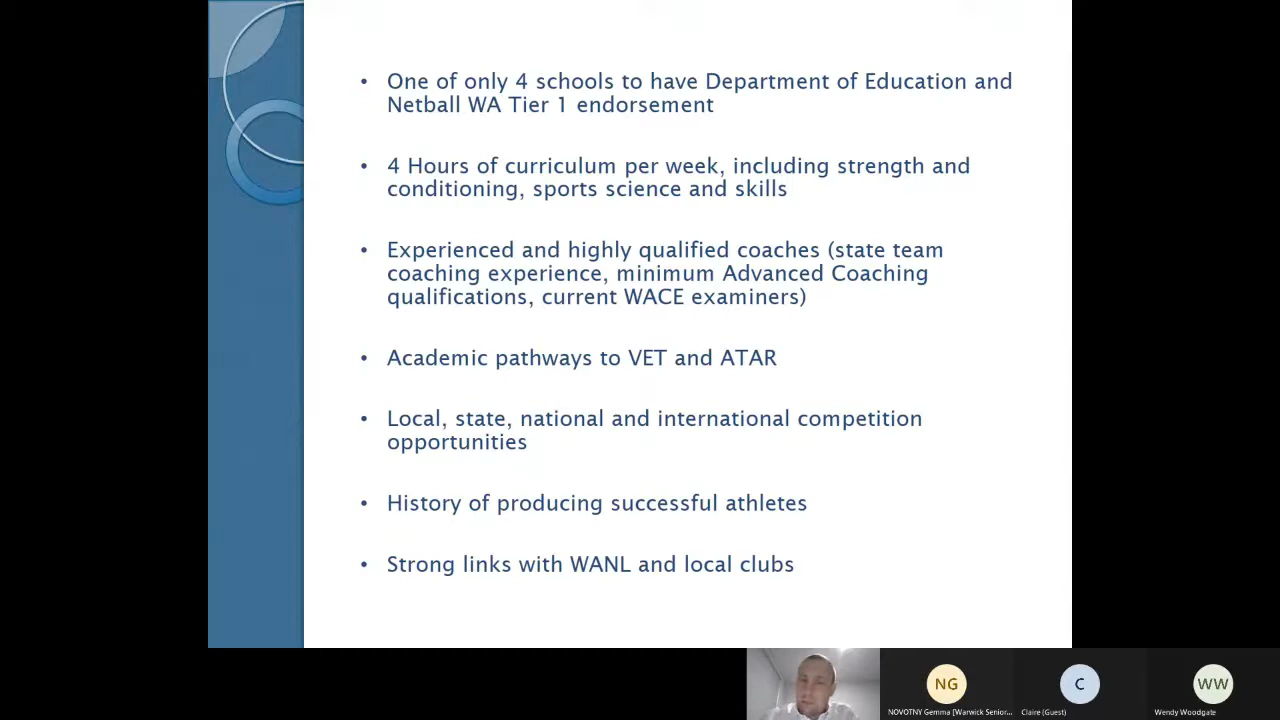 • One of only 4 schools to have Department of Education and
Netball WA Tier 1 endorsement
• 4 Hours of curriculum per week, including strength and
conditioning, sports science and skills
• Experienced and highly qualified coaches (state team
coaching experience, minimum Advanced Coaching
qualifications, current WACE examiners)
• Academic pathways to VET and ATAR
• Local, state, national and international competition
opportunities
• History of producing successful athletes
• Strong links with WANL and local clubs
NG
C
WW
NOVOTNY Gemma [Warwick Senior...
Claire (Guest)
Wendy Woodgate